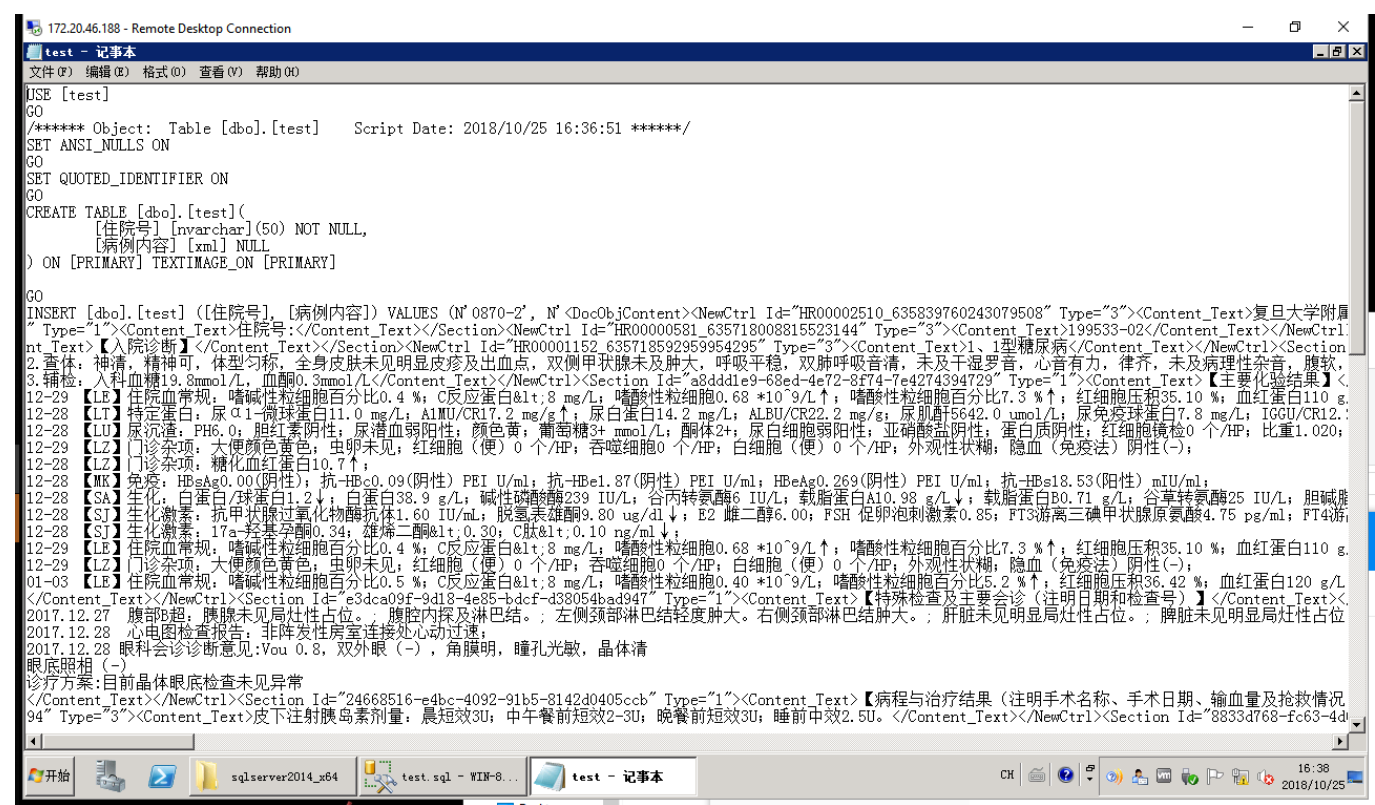 172.20.46.188 - Remote Desktop Connection
test - 记事本
文件(F) 编辑(E) 格式(O) 查看(V) 帮助(H)
USE [test]
GO
/****** Object:  Table [dbo].[test]    Script Date: 2018/10/25 16:36:51 ******/
SET ANSI_NULLS ON
GO
SET QUOTED_IDENTIFIER ON
GO
CREATE TABLE [dbo].[test](
[住院号] [nvarchar](50) NOT NULL,
[病例内容] [xml] NULL
) ON [PRIMARY] TEXTIMAGE_ON [PRIMARY]
GO
INSERT [dbo].[test] ([住院号], [病例内容]) VALUES (N'0870-2', N'<DocObjContent><NewCtrl Id="HR00002510_635839760243079508" Type="3"><Content_Text>复旦大学附属
" Type="1"><Content_Text>住院号:</Content_Text></Section><NewCtrl Id="HR00000581_635718008815523144" Type="3"><Content_Text>199533-02</Content_Text></NewCtrl>
nt_Text>【入院诊断】</Content_Text></Section><NewCtrl Id="HR00001152_635718592959954295" Type="3"><Content_Text>1、1型糖尿病</Content_Text></NewCtrl><Section
2.查体: 神清, 精神可, 体型匀称, 全身皮肤未见明显皮疹及出血点, 双侧甲状腺未及肿大, 呼吸平稳, 双肺呼吸音清, 未及干湿罗音, 心音有力, 律齐, 未及病理性杂音, 腹软,
3.辅检: 入科血糖19.8mmol/L, 血酮0.3mmol/L</Content_Text></NewCtrl><Section Id="a8ddd1e9-68ed-4e72-8f74-7e4274394729" Type="1"><Content_Text>【主要化验结果】<
12-29 【LE】住院血常规: 嗜碱性粒细胞百分比0.4 %; C反应蛋白&lt;8 mg/L; 嗜酸性粒细胞0.68 *10^9/L↑; 嗜酸性粒细胞百分比7.3 %↑; 红细胞压积35.10 %; 血红蛋白110 g
12-28 【LT】特定蛋白: 尿α1-微球蛋白11.0 mg/L; A1MU/CR17.2 mg/g↑; 尿白蛋白14.2 mg/L; ALBU/CR22.2 mg/g; 尿肌酐5642.0 umol/L; 尿免疫球蛋白7.8 mg/L; IGGU/CR12.
12-28 【LU】尿沉渣: PH6.0; 胆红素阴性; 尿潜血弱阳性; 颜色黄; 葡萄糖3+ mmol/L; 酮体2+; 尿白细胞弱阳性; 亚硝酸盐阴性; 蛋白质阴性; 红细胞镜检0 个/HP; 比重1.020;
12-29 【LZ】门诊杂项: 大便颜色黄色; 虫卵未见; 红细胞 (便) 0 个/HP; 吞噬细胞0 个/HP; 白细胞 (便) 0 个/HP; 外观性状糊; 隐血 (免疫法) 阴性(-);
12-28 【LZ】门诊杂项: 糖化血红蛋白10.7↑;
12-28 【MK】免疫: HBsAg0.00(阴性); 抗-HBc0.09(阴性) PEI U/ml; 抗-HBe1.87(阴性) PEI U/ml; HBeAg0.269(阴性) PEI U/ml; 抗-HBs18.53(阳性) mIU/ml;
12-28 【SA】生化: 白蛋白/球蛋白1.2↓; 白蛋白38.9 g/L; 碱性磷酸酶239 IU/L; 谷丙转氨酶6 IU/L; 载脂蛋白A10.98 g/L↓; 载脂蛋白B0.71 g/L; 谷草转氨酶25 IU/L; 胆碱脂
12-28 【SJ】生化激素: 抗甲状腺过氧化物酶抗体1.60 IU/mL; 脱氢表雄酮9.80 ug/dl↓; E2 雌二醇6.00; FSH 促卵泡刺激素0.85; FT3游离三碘甲状腺原氨酸4.75 pg/ml; FT4游
12-28 【SJ】生化激素: 17a-羟基孕酮0.34; 雄烯二酮&lt;0.30; C肽&lt;0.10 ng/ml↓;
12-29 【LE】住院血常规: 嗜碱性粒细胞百分比0.4 %; C反应蛋白&lt;8 mg/L; 嗜酸性粒细胞0.68 *10^9/L↑; 嗜酸性粒细胞百分比7.3 %↑; 红细胞压积35.10 %; 血红蛋白110 g
12-29 【LZ】门诊杂项: 大便颜色黄色; 虫卵未见; 红细胞 (便) 0 个/HP; 吞噬细胞0 个/HP; 白细胞 (便) 0 个/HP; 外观性状糊; 隐血 (免疫法) 阴性(-);
01-03 【LE】住院血常规: 嗜碱性粒细胞百分比0.5 %; C反应蛋白&lt;8 mg/L; 嗜酸性粒细胞0.40 *10^9/L; 嗜酸性粒细胞百分比5.2 %↑; 红细胞压积36.42 %; 血红蛋白120 g/L
</Content_Text></NewCtrl><Section Id="e3dca09f-9d18-4e85-bdcf-d38054bad947" Type="1"><Content_Text>【特殊检查及主要会诊（注明日期和检查号）】</Content_Text><
2017.12.27  腹部B超: 胰腺未见局灶性占位。; 腹腔内探及淋巴结。; 左侧颈部淋巴结轻度肿大。右侧颈部淋巴结肿大。; 肝脏未见明显局灶性占位。; 脾脏未见明显局灶性占位
2017.12.28  心电图检查报告: 非阵发性房室连接处心动过速;
2017.12.28 眼科会诊诊断意见:Vou 0.8, 双外眼 (-) , 角膜明, 瞳孔光敏, 晶体清
眼底照相 (-)
诊疗方案:目前晶体眼底检查未见异常
</Content_Text></NewCtrl><Section Id="24668516-e4bc-4092-91b5-8142d0405ccb" Type="1"><Content_Text>【病程与治疗结果（注明手术名称、手术日期、输血量及抢救情况
94" Type="3"><Content_Text>皮下注射胰岛素剂量: 晨短效3U; 中午餐前短效2-3U; 晚餐前短效3U; 睡前中效2.5U。</Content_Text></NewCtrl><Section Id="8833d768-fc63-4d
开始 sqlserver2014_x64 test.sql - WIN-8... test - 记事本 CH 16:38
2018/10/25